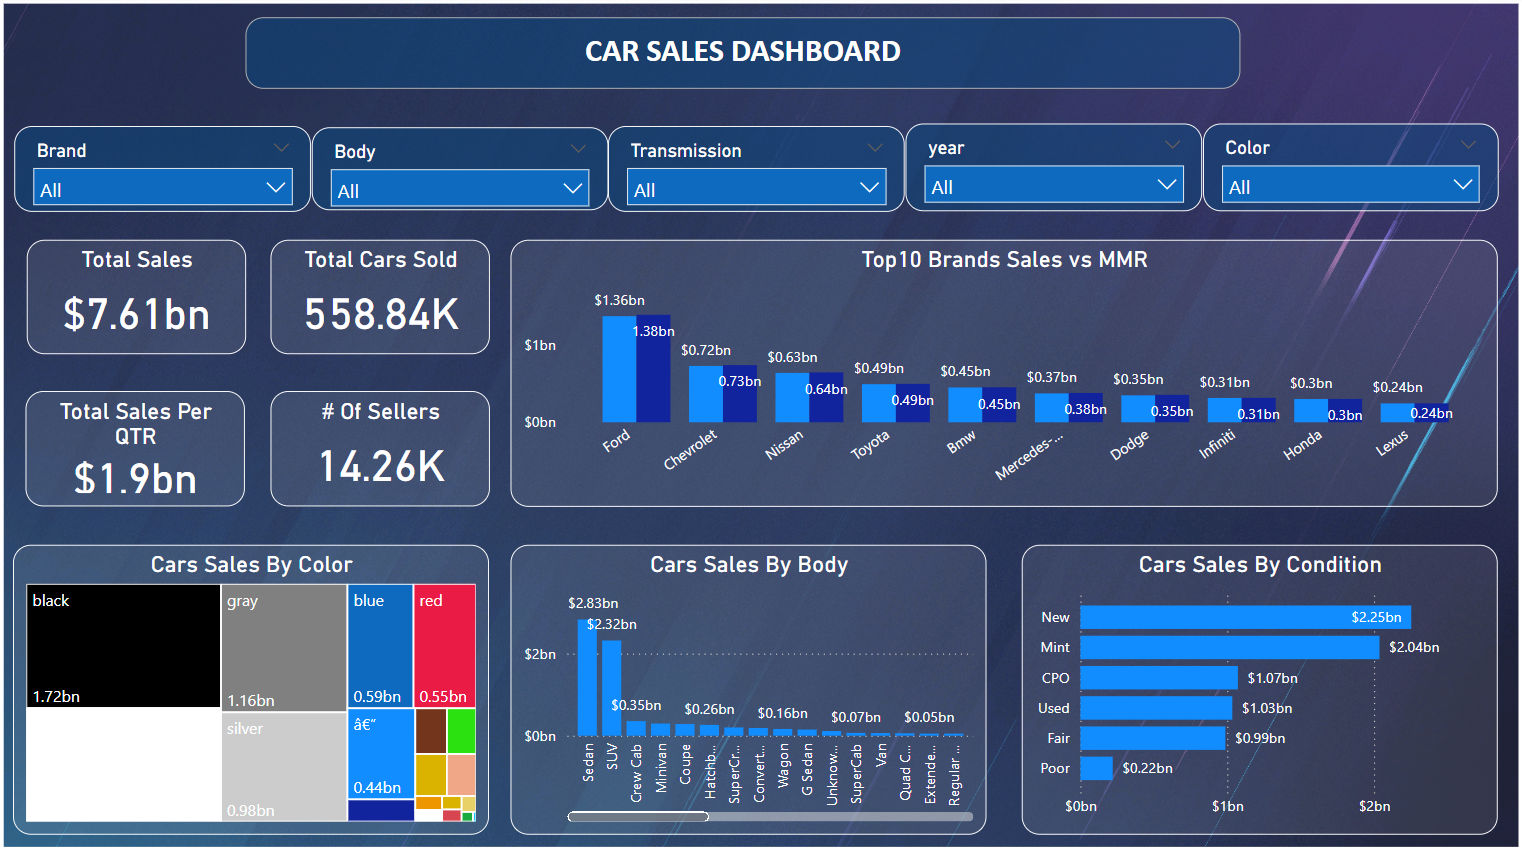 CAR SALES DASHBOARD
Brand
All
Body
All
Transmission
All
year
All
Color
All
Total Sales
$7.61bn
Total Cars Sold
558.84K
Total Sales Per
QTR
$1.9bn
# Of Sellers
14.26K
Top10 Brands Sales vs MMR
$1bn
$0bn
$1.36bn
1.38bn
$0.72bn
0.73bn
$0.63bn
0.64bn
$0.49bn
0.49bn
$0.45bn
0.45bn
$0.37bn
0.38bn
$0.35bn
0.35bn
$0.31bn
0.31bn
$0.3bn
0.3bn
$0.24bn
0.24bn
Ford
Chevrolet
Nissan
Toyota
Bmw
Mercedes-...
Dodge
Infiniti
Honda
Lexus
Cars Sales By Color
black
1.72bn
gray
1.16bn
silver
0.98bn
blue
0.59bn
red
0.55bn
â€“
0.44bn
Cars Sales By Body
$2bn
$0bn
$2.83bn
$2.32bn
$0.35bn
$0.26bn
$0.16bn
$0.07bn
$0.05bn
Sedan
SUV
Crew Cab
Minivan
Coupe
Hatchb...
SuperCr...
Convert...
Wagon
G Sedan
Unknow...
SuperCab
Van
Quad C...
Extende...
Regular ...
Cars Sales By Condition
New
$2.25bn
Mint
$2.04bn
CPO
$1.07bn
Used
$1.03bn
Fair
$0.99bn
Poor
$0.22bn
$0bn
$1bn
$2bn